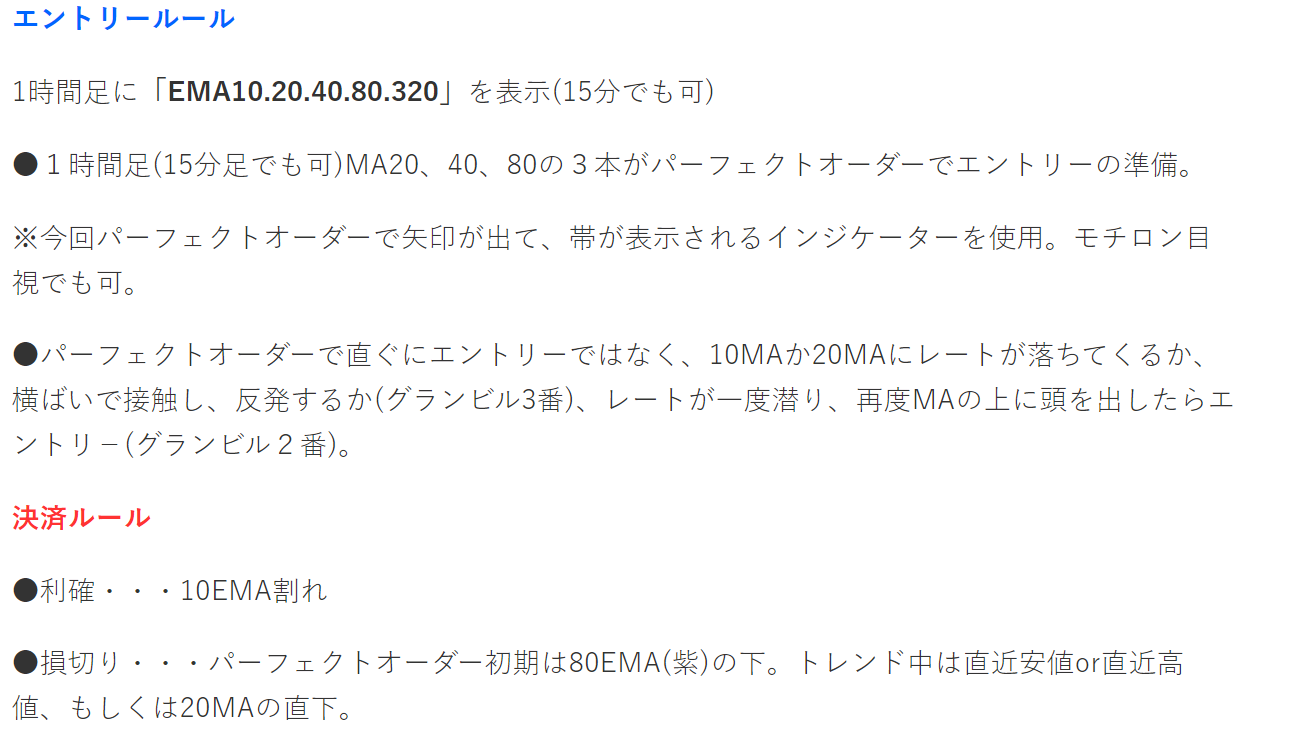 エントリールール
1時間足に「EMA10.20.40.80.320」を表示(15分でも可)
●１時間足(15分足でも可)MA20、40、80の３本がパーフェクトオーダーでエントリーの準備。
※今回パーフェクトオーダーで矢印が出て、帯が表示されるインジケーターを使用。モチロン目
視でも可。
●パーフェクトオーダーで直ぐにエントリーではなく、10MAか20MAにレートが落ちてくるか、
横ばいで接触し、反発するか(グランビル3番)、レートが一度潜り、再度MAの上に頭を出したらエ
ントリ－(グランビル２番)。
決済ルール
●利確・・・10EMA割れ
●損切り・・・パーフェクトオーダー初期は80EMA(紫)の下。トレンド中は直近安値or直近高
値、もしくは20MAの直下。